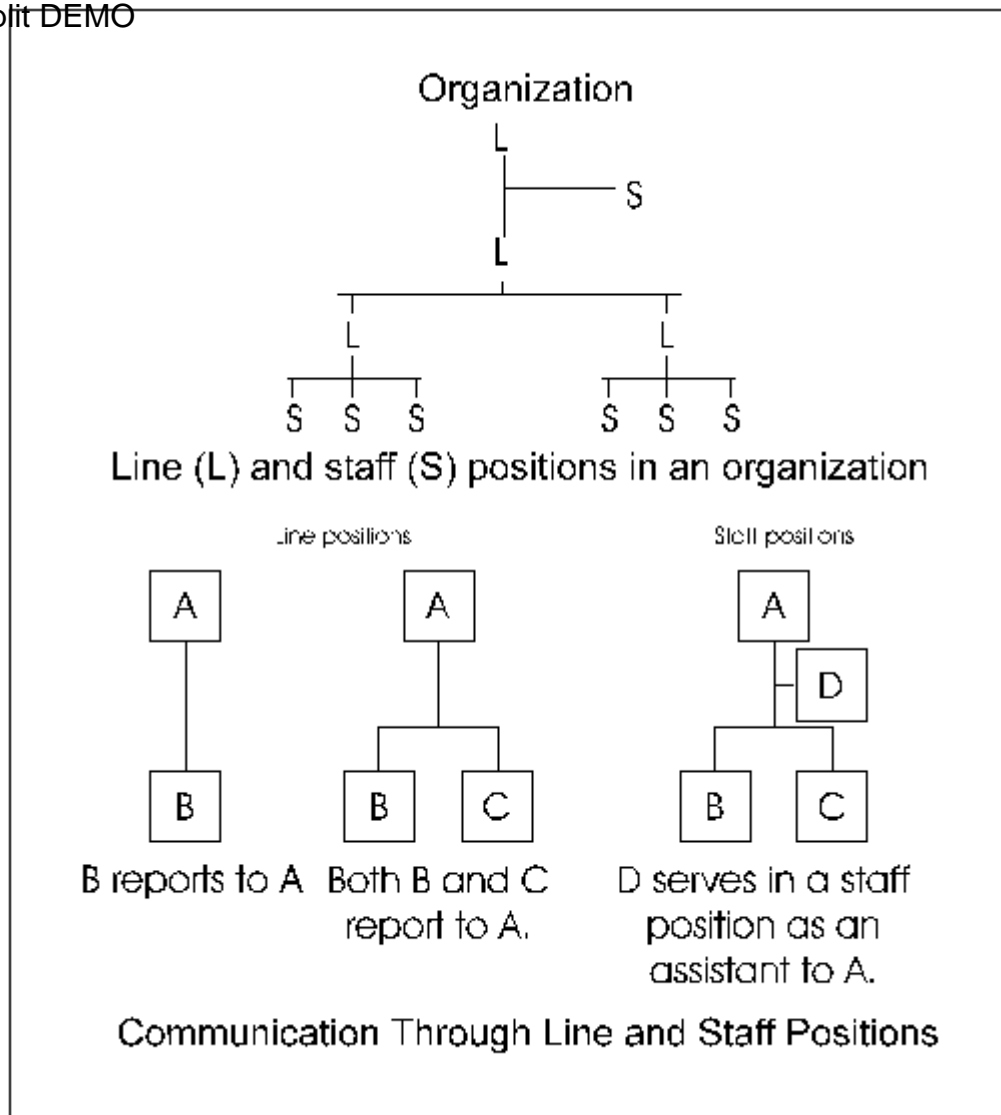 DEMO
Organization
L
S
L
L L
S S S S S S
Line (L) and staff (S) positions in an organization
positions
A A A
D
B B C B C
B reports to A Both B and C D serves in a staff
report to A. position as an
assistant to A.
Communication Through Line and Staff Positions